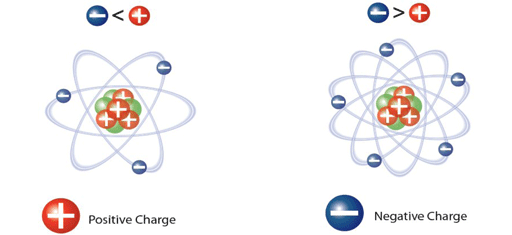 − < +
− > +
Positive Charge
Negative Charge